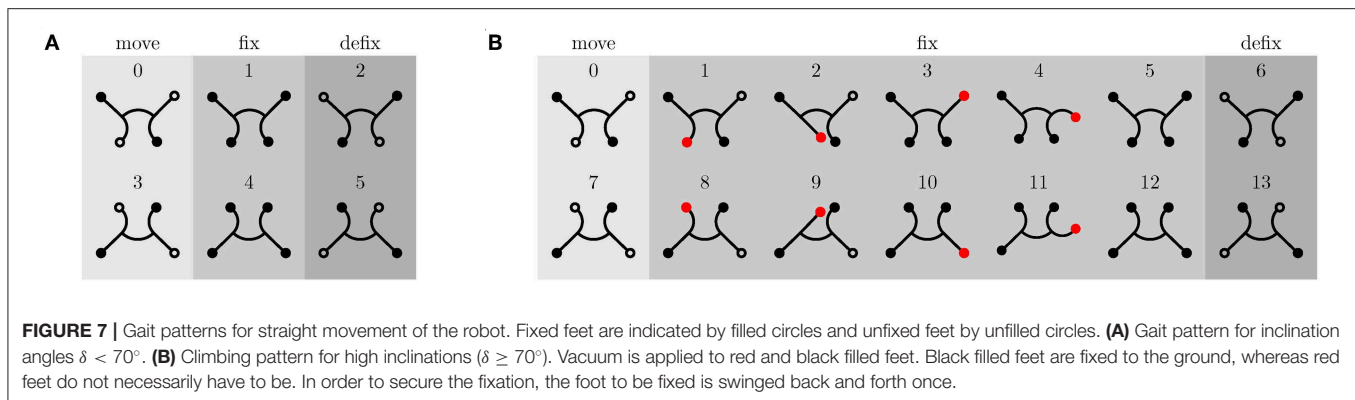 A move fix defix B move fix defix
0 1 2 0 1 2 3 4 5 6
3 4 5 7 8 9 10 11 12 13
FIGURE 7 | Gait patterns for straight movement of the robot. Fixed feet are indicated by filled circles and unfixed feet by unfilled circles. (A) Gait pattern for inclination
angles δ < 70°. (B) Climbing pattern for high inclinations (δ ≥ 70°). Vacuum is applied to red and black filled feet. Black filled feet are fixed to the ground, whereas red
feet do not necessarily have to be. In order to secure the fixation, the foot to be fixed is swinged back and forth once.